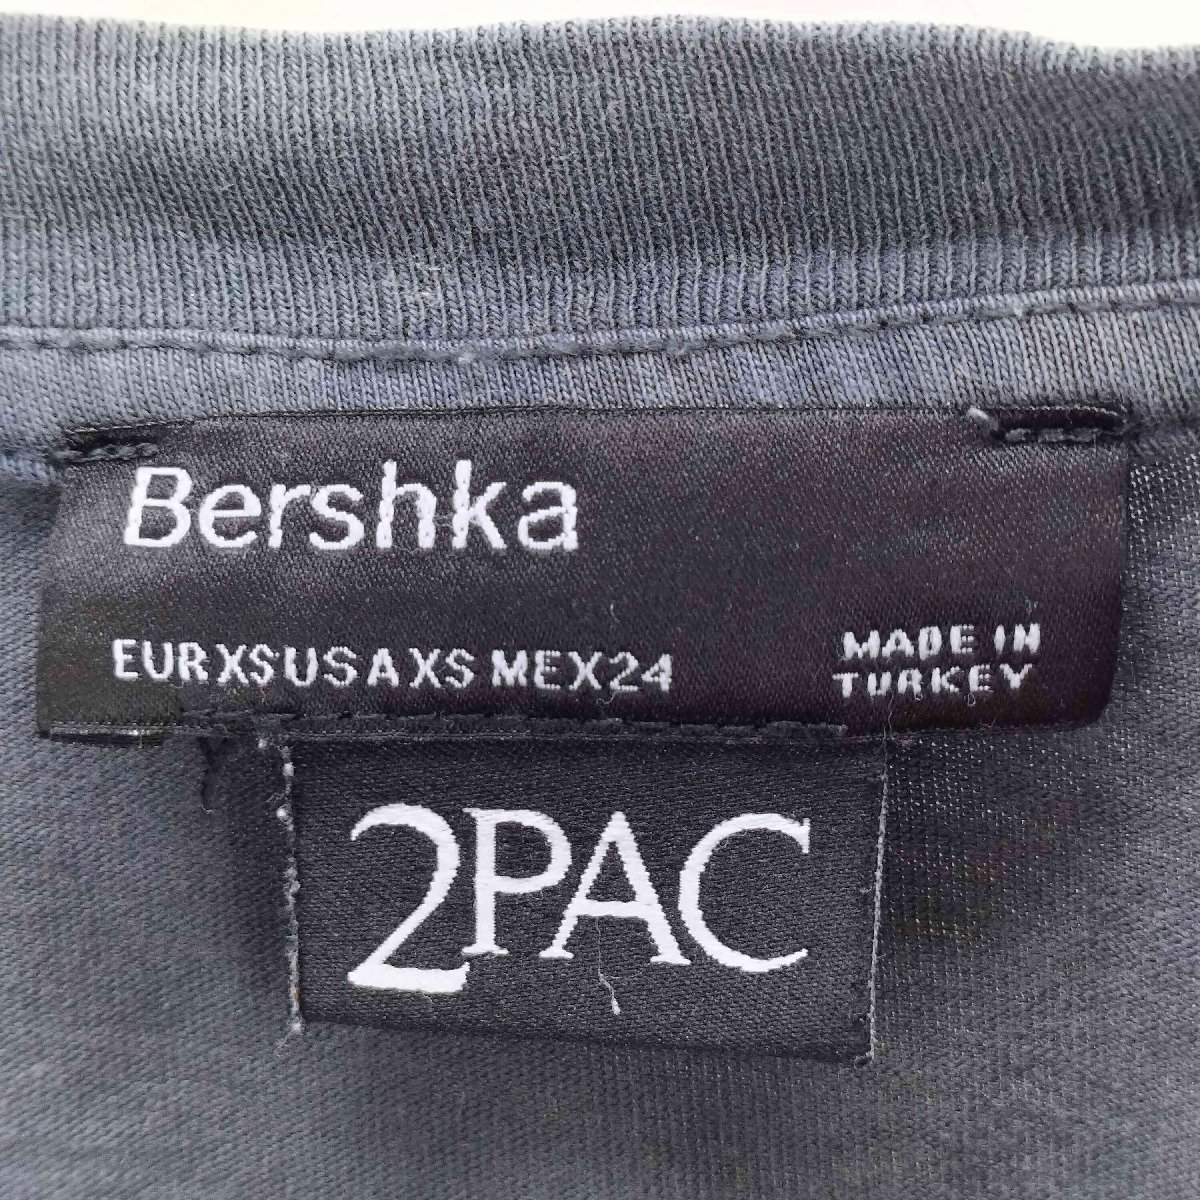 Bershka
EUR XS USA XS MEX 24
MADE IN
TURKEY
2PAC